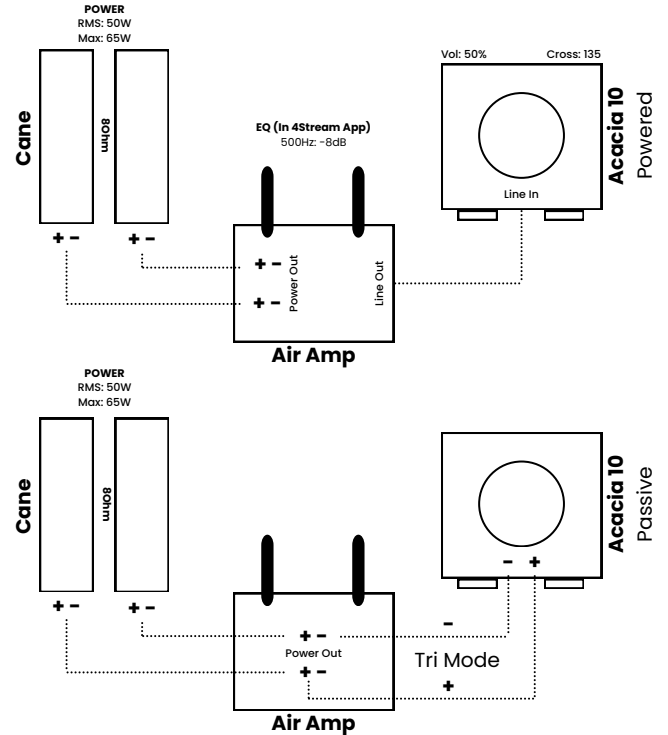 POWER
RMS: 50W
Max: 65W
Cane
8Ohm
+ −
+ −
EQ (In 4Stream App)
500Hz: -8dB
+ −
Power Out
+ −
Line Out
Air Amp
Vol: 50%
Cross: 135
Line In
Acacia 10
Powered
POWER
RMS: 50W
Max: 65W
Cane
8Ohm
+ −
+ −
+ −
Power Out
+ −
Air Amp
−
Tri Mode
+
− +
Acacia 10
Passive